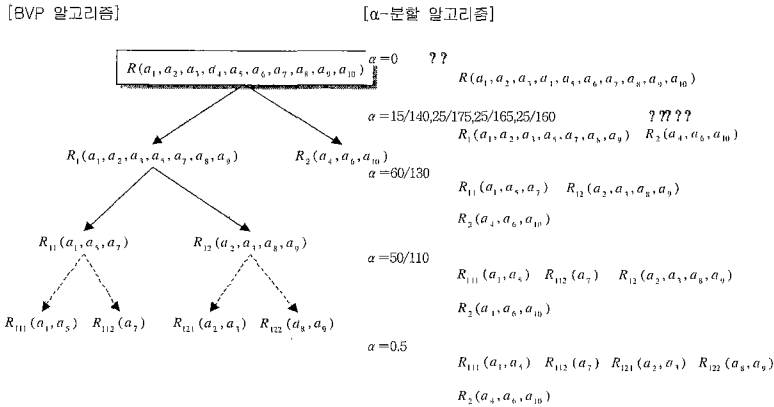 [BVP 알고리즘]
R(a₁,a₂,a₃,a₄,a₅,a₆,a₇,a₈,a₉,a₁₀)
R₁(a₁,a₂,a₃,a₅,a₇,a₈,a₉) R₂(a₄,a₆,a₁₀)
R₁₁(a₁,a₅,a₇) R₁₂(a₂,a₃,a₈,a₉)
R₁₁₁(a₁,a₅) R₁₁₂(a₇) R₁₂₁(a₂,a₃) R₁₂₂(a₈,a₉)
[α-분할 알고리즘]
α=0 ??
R(a₁,a₂,a₃,a₄,a₅,a₆,a₇,a₈,a₉,a₁₀)
α=15/140,25/175,25/165,25/160 ? ?? ??
R₁(a₁,a₂,a₃,a₅,a₇,a₈,a₉) R₂(a₄,a₆,a₁₀)
α=60/130
R₁₁(a₁,a₅,a₇) R₁₂(a₂,a₃,a₈,a₉)
R₂(a₄,a₆,a₁₀)
α=50/110
R₁₁₁(a₁,a₅) R₁₁₂(a₇) R₁₂(a₂,a₃,a₈,a₉)
R₂(a₄,a₆,a₁₀)
α=0.5
R₁₁₁(a₁,a₅) R₁₁₂(a₇) R₁₂₁(a₂,a₃) R₁₂₂(a₈,a₉)
R₂(a₄,a₆,a₁₀)